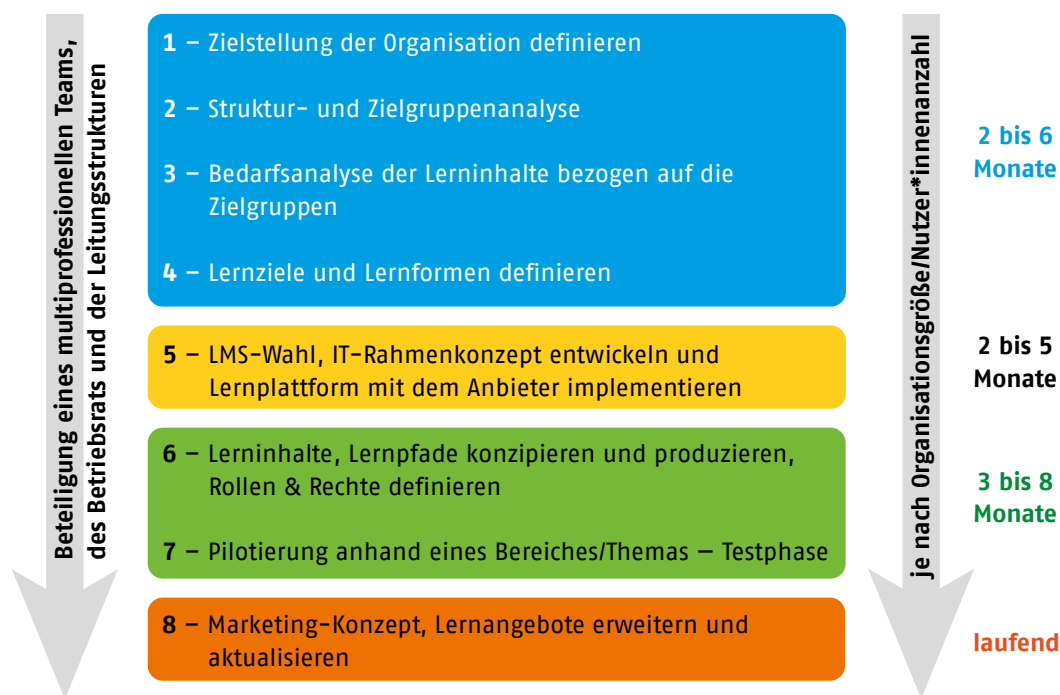 Beteiligung eines multiprofessionellen Teams,
des Betriebsrats und der Leitungsstrukturen
1 – Zielstellung der Organisation definieren
2 – Struktur- und Zielgruppenanalyse
3 – Bedarfsanalyse der Lerninhalte bezogen auf die
Zielgruppen
4 – Lernziele und Lernformen definieren
5 – LMS-Wahl, IT-Rahmenkonzept entwickeln und
Lernplattform mit dem Anbieter implementieren
6 – Lerninhalte, Lernpfade konzipieren und produzieren,
Rollen & Rechte definieren
7 – Pilotierung anhand eines Bereiches/Themas – Testphase
8 – Marketing-Konzept, Lernangebote erweitern und
aktualisieren
je nach Organisationsgröße/Nutzer*innenanzahl
2 bis 6
Monate
2 bis 5
Monate
3 bis 8
Monate
laufend